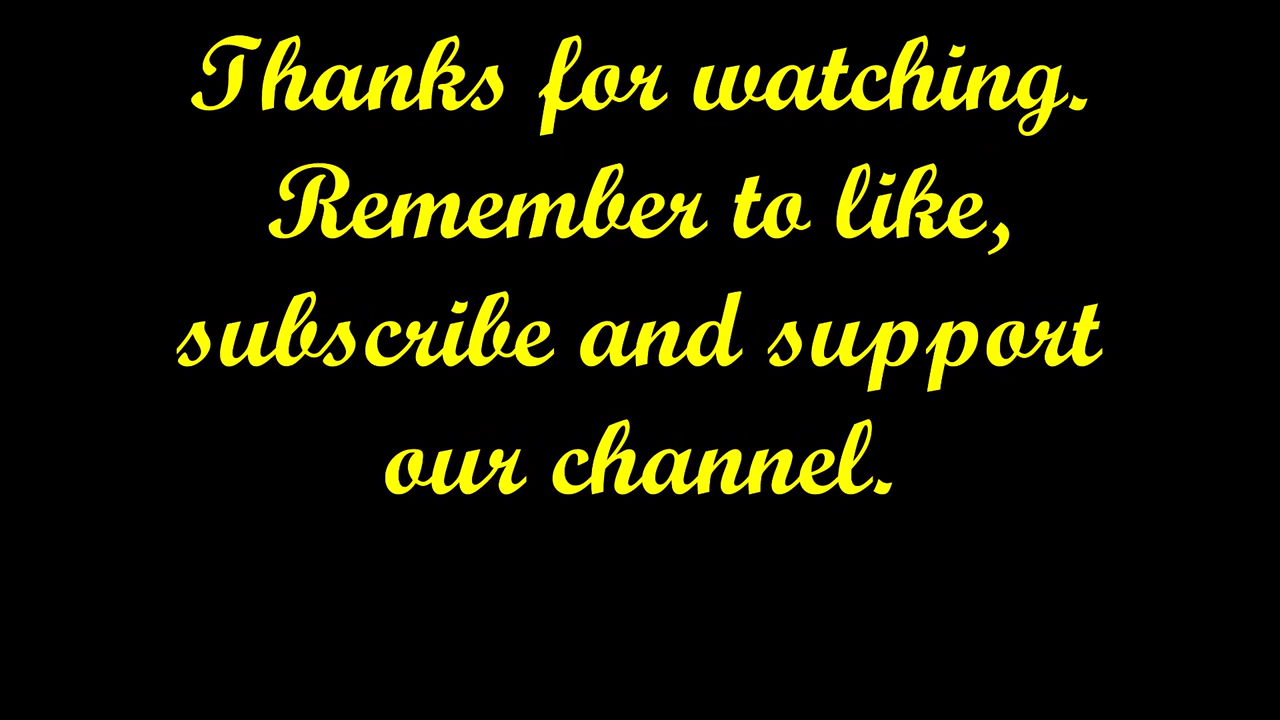 Thanks for watching.
Remember to like,
subscribe and support
our channel.